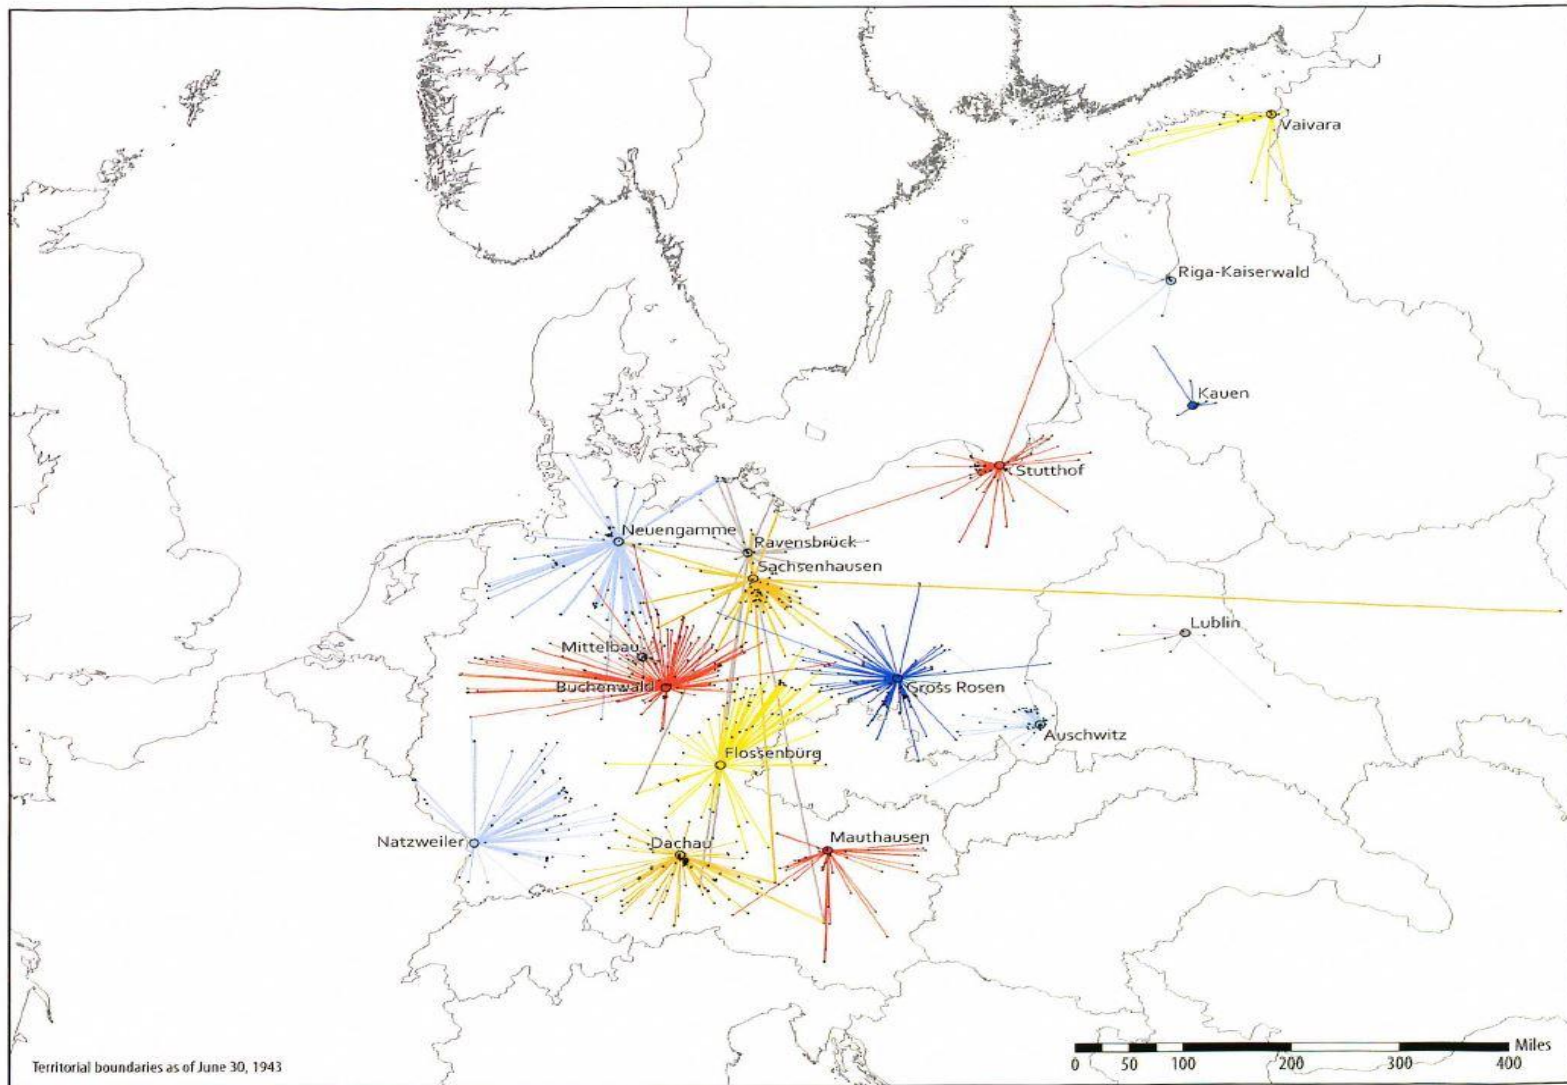 Vaivara
Riga-Kaiserwald
Kauen
Stutthof
Neuengamme
Ravensbrück
Sachsenhausen
Lublin
Mittelbau
Buchenwald
Gross Rosen
Auschwitz
Flossenbürg
Natzweiler
Dachau
Mauthausen
Miles
0 50 100 200 300 400
Territorial boundaries as of June 30, 1943